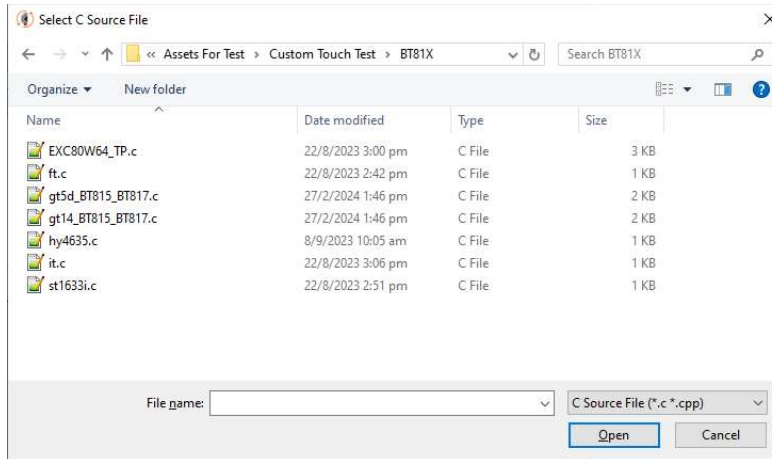 Select C Source File
« Assets For Test > Custom Touch Test > BT81X
Search BT81X
Organize
New folder
Name Date modified Type Size
EXC80W64_TP.c 22/8/2023 3:00 pm C File 3 KB
ft.c 22/8/2023 2:42 pm C File 1 KB
gt5d_BT815_BT817.c 27/2/2024 1:46 pm C File 2 KB
gt14_BT815_BT817.c 27/2/2024 1:46 pm C File 2 KB
hy4635.c 8/9/2023 10:05 am C File 1 KB
it.c 22/8/2023 3:06 pm C File 1 KB
st1633i.c 22/8/2023 2:51 pm C File 1 KB
File name: C Source File (*.c *.cpp)
Open Cancel